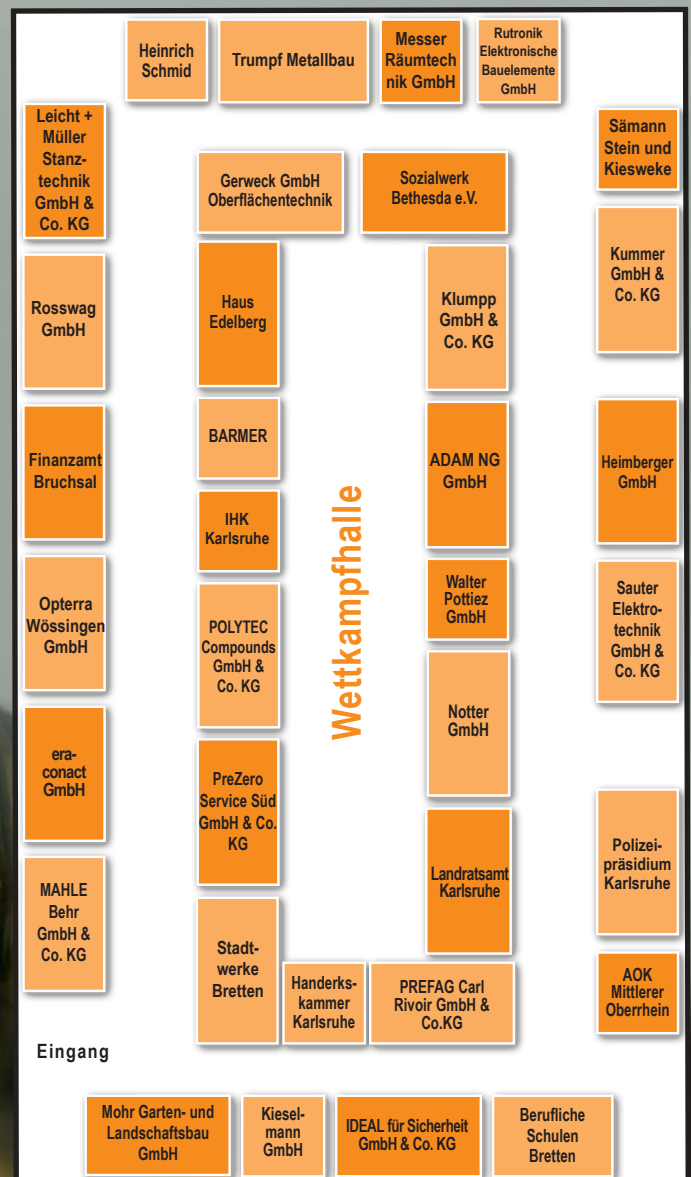 Heinrich
Schmid
Trumpf Metallbau
Messer
Räumtech
nik GmbH
Rutronik
Elektronische
Bauelemente
GmbH
Leicht +
Müller
Stanz-
technik
GmbH &
Co. KG
Gerweck GmbH
Oberflächentechnik
Sozialwerk
Bethesda e.V.
Sämann
Stein und
Kiesweke
Rosswag
GmbH
Haus
Edelberg
Klumpp
GmbH &
Co. KG
Kummer
GmbH &
Co. KG
Finanzamt
Bruchsal
BARMER
IHK
Karlsruhe
Wettkampfhalle
ADAM NG
GmbH
Heimberger
GmbH
Opterra
Wössingen
GmbH
POLYTEC
Compounds
GmbH &
Co. KG
Walter
Pottiez
GmbH
Sauter
Elektro-
technik
GmbH &
Co. KG
Notter
GmbH
era-
conact
GmbH
PreZero
Service Süd
GmbH & Co.
KG
Landratsamt
Karlsruhe
Polizei-
präsidium
Karlsruhe
MAHLE
Behr
GmbH &
Co. KG
Stadt-
werke
Bretten
Handerks-
kammer
Karlsruhe
PREFAG Carl
Rivoir GmbH &
Co.KG
AOK
Mittlerer
Oberrhein
Eingang
Mohr Garten- und
Landschaftsbau
GmbH
Kiesel-
mann
GmbH
IDEAL für Sicherheit
GmbH & Co. KG
Berufliche
Schulen
Bretten